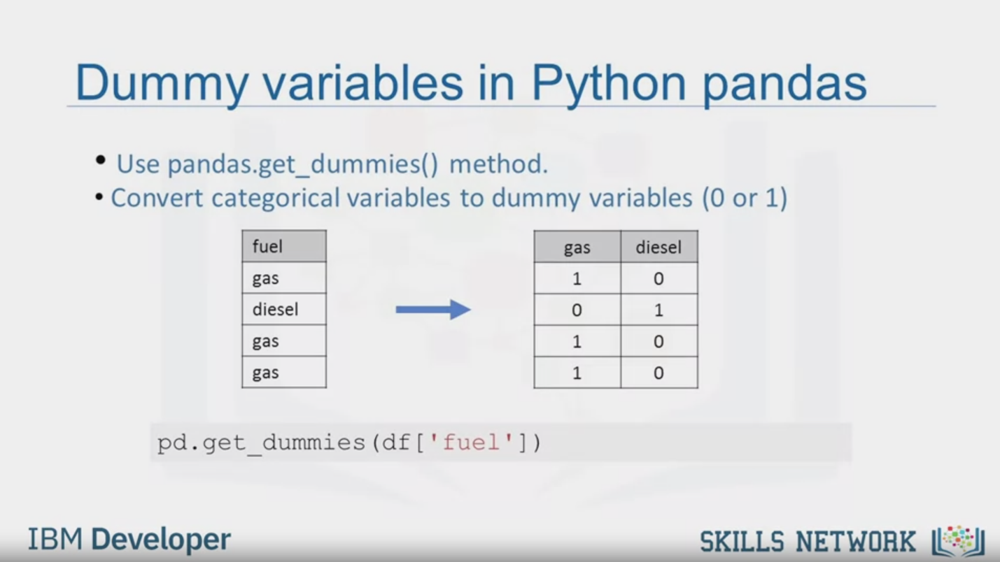 Dummy variables in Python pandas
• Use pandas.get_dummies() method.
• Convert categorical variables to dummy variables (0 or 1)
fuel
gas
diesel
gas
gas
gas diesel
1 0
0 1
1 0
1 0
pd.get_dummies(df['fuel'])
IBM Developer
SKILLS NETWORK